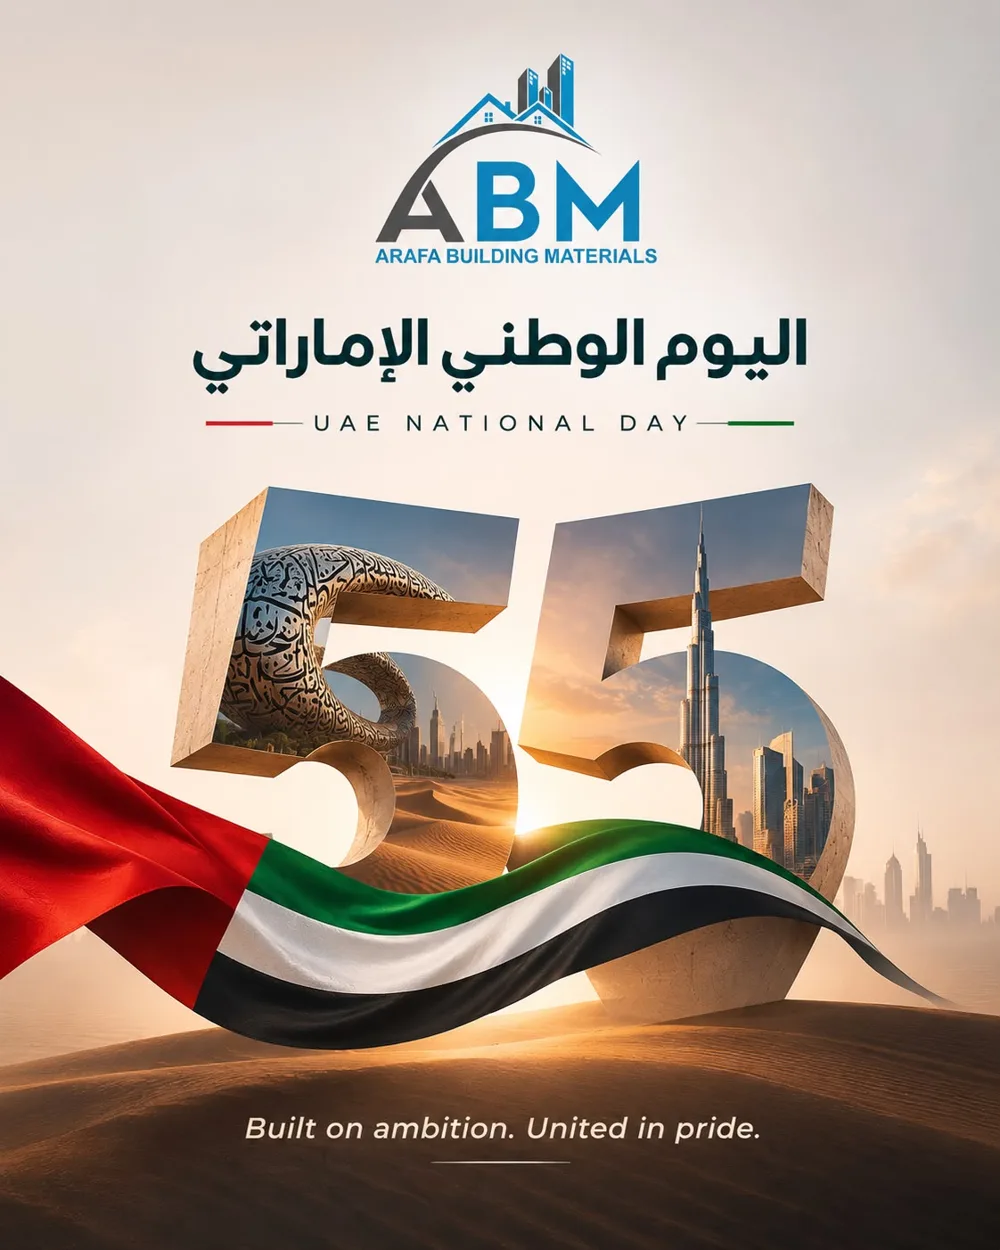 ABM
ARAFA BUILDING MATERIALS
اليوم الوطني الإماراتي
UAE NATIONAL DAY
55
Built on ambition. United in pride.